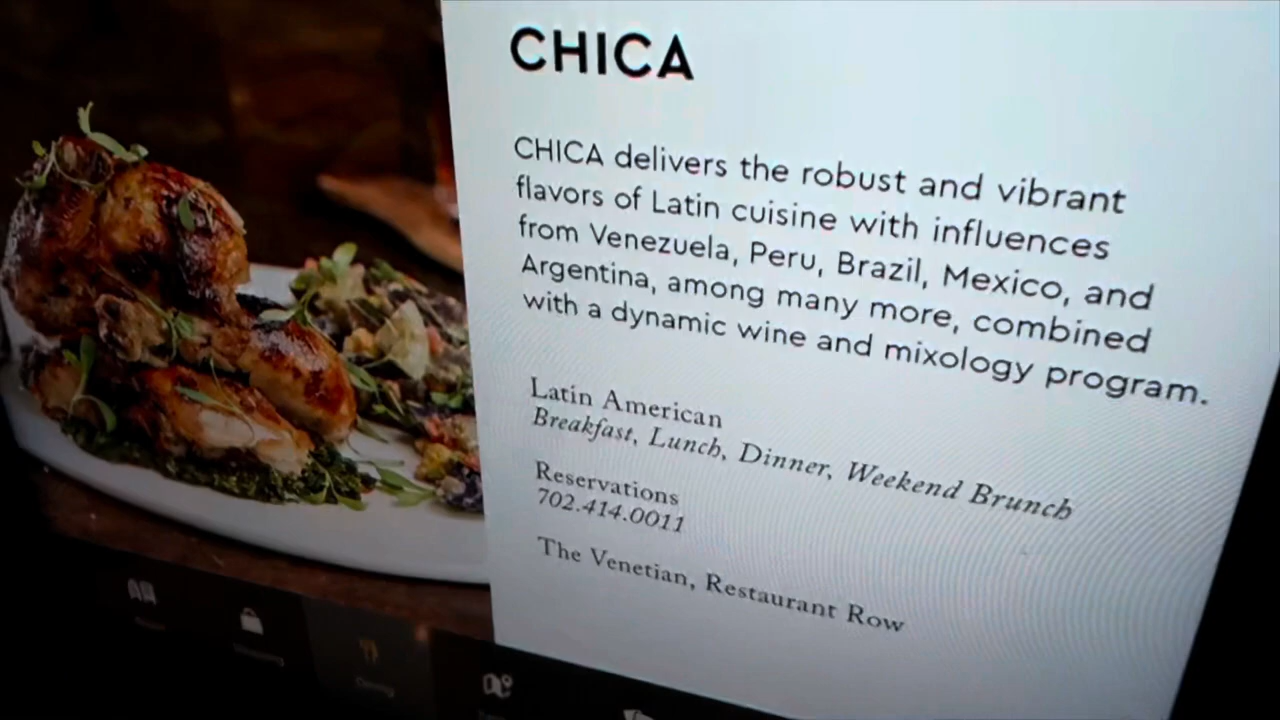 CHICA
CHICA delivers the robust and vibrant
flavors of Latin cuisine with influences
from Venezuela, Peru, Brazil, Mexico, and
Argentina, among many more, combined
with a dynamic wine and mixology program.
Latin American
Breakfast, Lunch, Dinner, Weekend Brunch
Reservations
702.414.0011
The Venetian, Restaurant Row